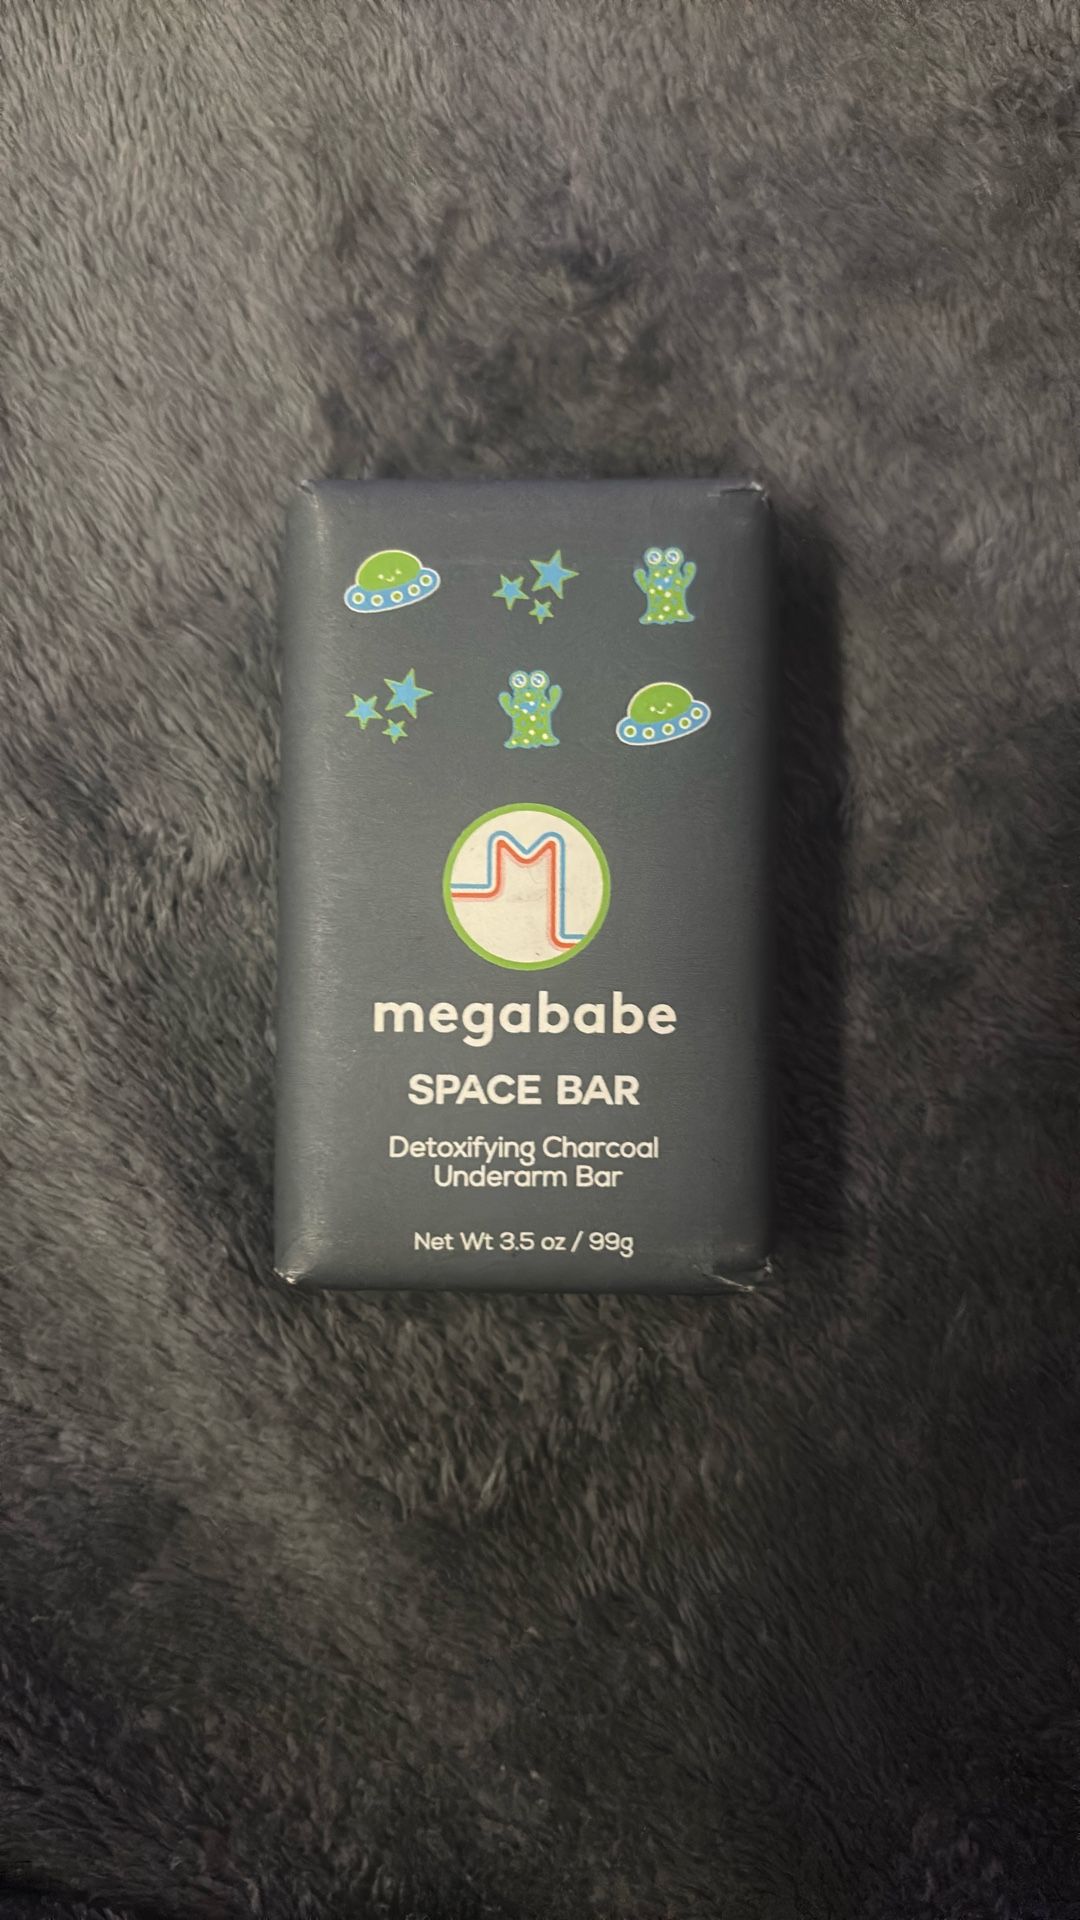 M
megababe
SPACE BAR
Detoxifying Charcoal
Underarm Bar
Net Wt 3.5 oz / 99g